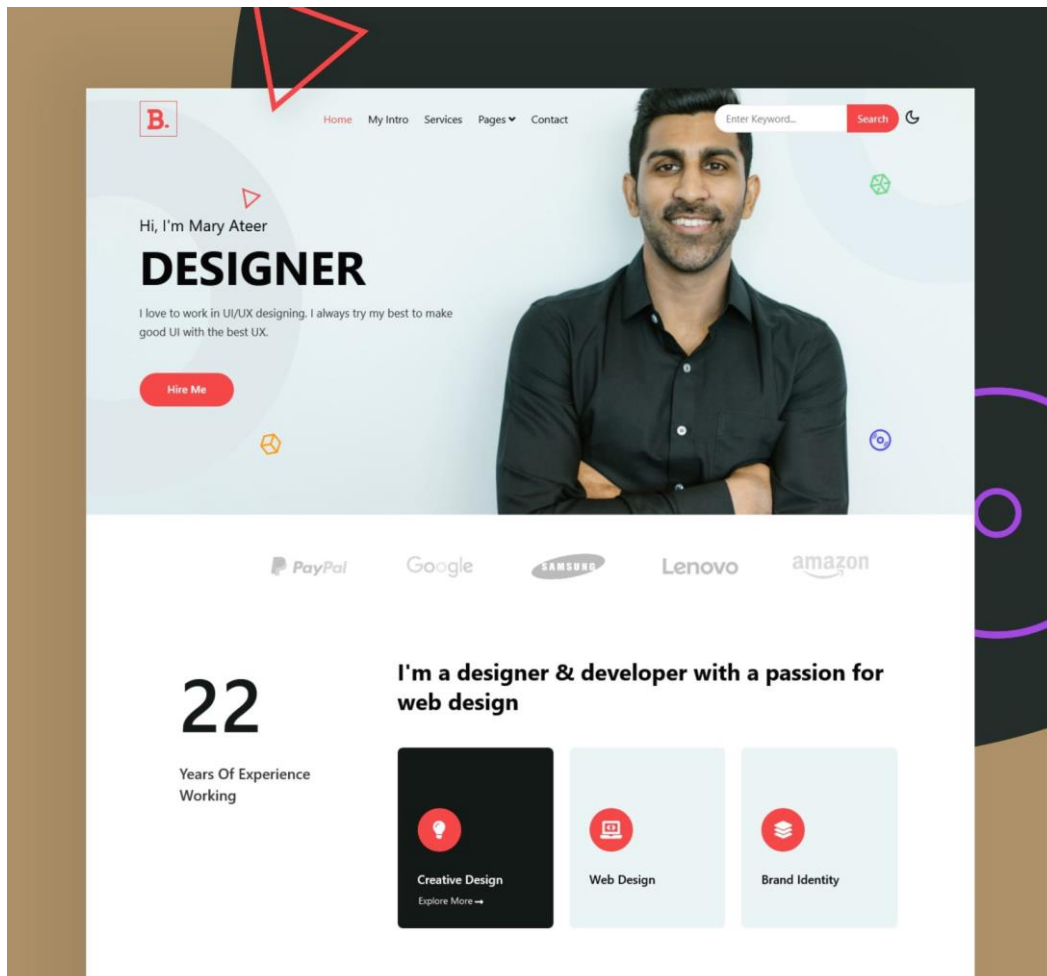 B.
Home My Intro Services Pages Contact
Enter Keyword... Search
Hi, I'm Mary Ateer
DESIGNER
I love to work in UI/UX designing. I always try my best to make
good UI with the best UX.
Hire Me
PayPal Google SAMSUNG Lenovo amazon
22
Years Of Experience
Working
I'm a designer & developer with a passion for
web design
Creative Design
Explore More
Web Design
Brand Identity